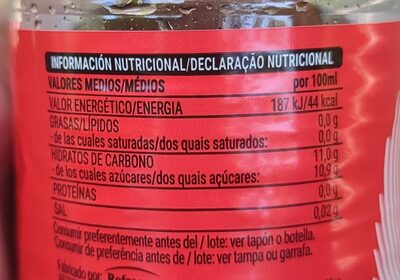 INFORMACIÓN NUTRICIONAL/DECLARAÇÃO NUTRICIONAL
VALORES MEDIOS/MÉDIOS por 100ml
VALOR ENERGÉTICO/ENERGIA 187 kJ/44 kcal
GRASAS/LÍPIDOS 0,0 g
- de las cuales saturadas/dos quais saturados: 0,0 g
HIDRATOS DE CARBONO 11,0 g
- de los cuales azúcares/dos quais açúcares: 10,9 g
PROTEÍNAS 0,0 g
SAL 0,02 g
Consumir preferentemente antes del / lote: ver tapón o botella.
Consumir de preferência antes de / lote: ver tampa ou garrafa.
Fabricado por